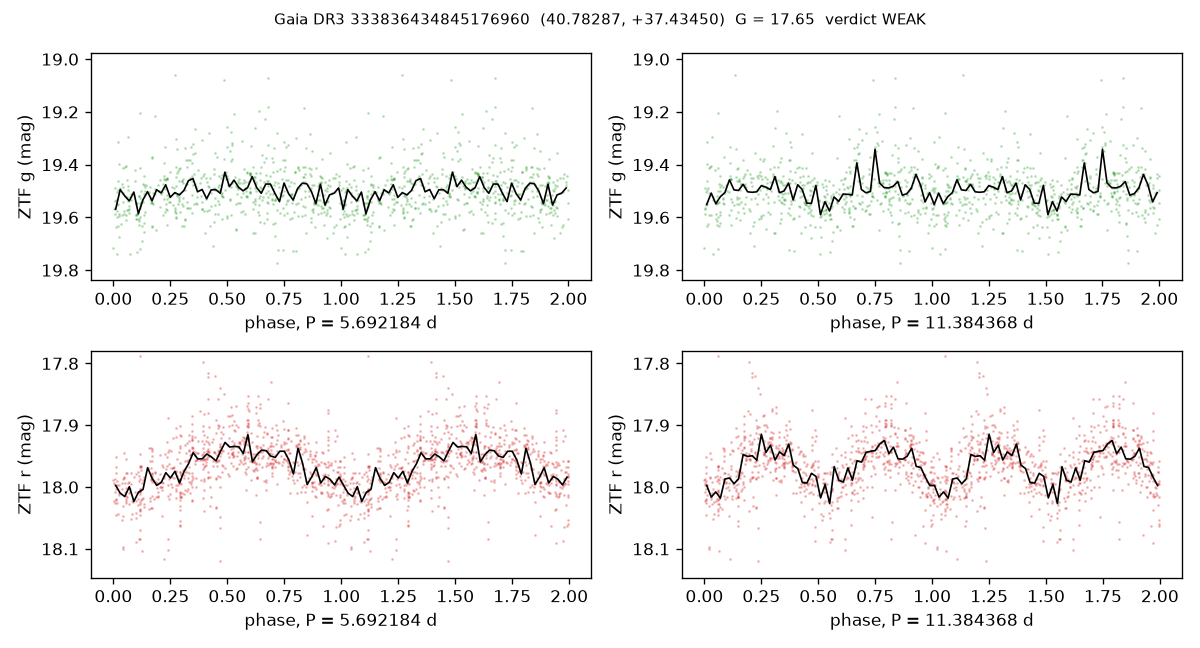 Gaia DR3 333836434845176960  (40.78287, +37.43450)  G = 17.65  verdict WEAK
ZTF g (mag)
19.0
19.2
19.4
19.6
19.8
0.00 0.25 0.50 0.75 1.00 1.25 1.50 1.75 2.00
phase, P = 5.692184 d
ZTF g (mag)
19.0
19.2
19.4
19.6
19.8
0.00 0.25 0.50 0.75 1.00 1.25 1.50 1.75 2.00
phase, P = 11.384368 d
ZTF r (mag)
17.8
17.9
18.0
18.1
0.00 0.25 0.50 0.75 1.00 1.25 1.50 1.75 2.00
phase, P = 5.692184 d
ZTF r (mag)
17.8
17.9
18.0
18.1
0.00 0.25 0.50 0.75 1.00 1.25 1.50 1.75 2.00
phase, P = 11.384368 d